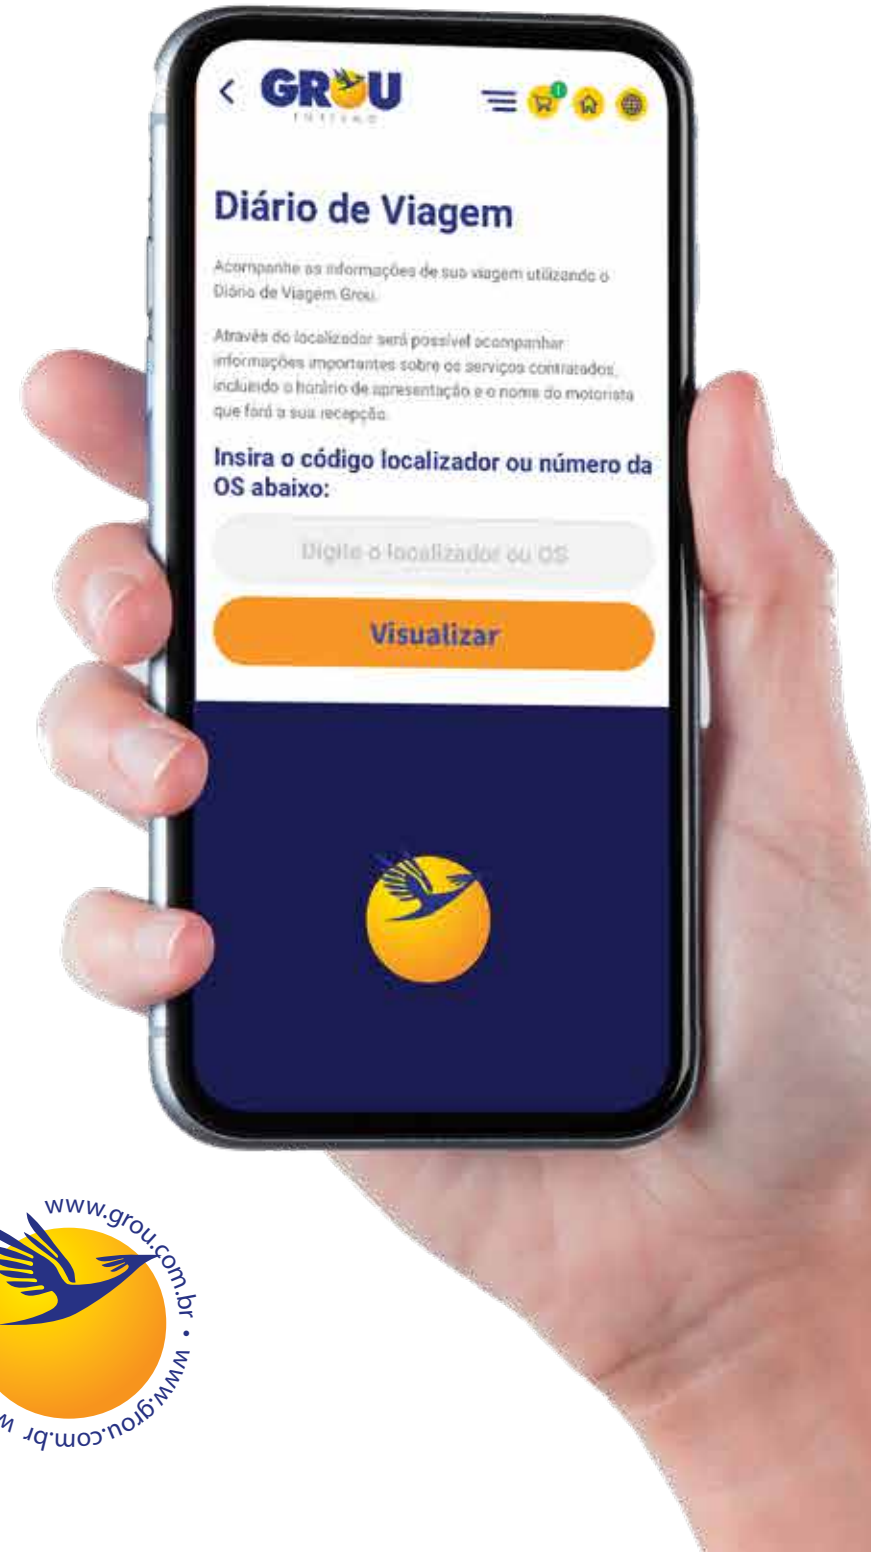 GROU
TURISMO
1
Diário de Viagem
Acompanhe as informações de sua viagem utilizando o
Diário de Viagem Grou.
Através do localizador será possível acompanhar
informações importantes sobre os serviços contratados,
incluindo o horário de apresentação e o nome do motorista
que fará a sua recepção.
Insira o código localizador ou número da
OS abaixo:
Digite o localizador ou OS
Visualizar
www.grou.com.br • www.grou.com.br w